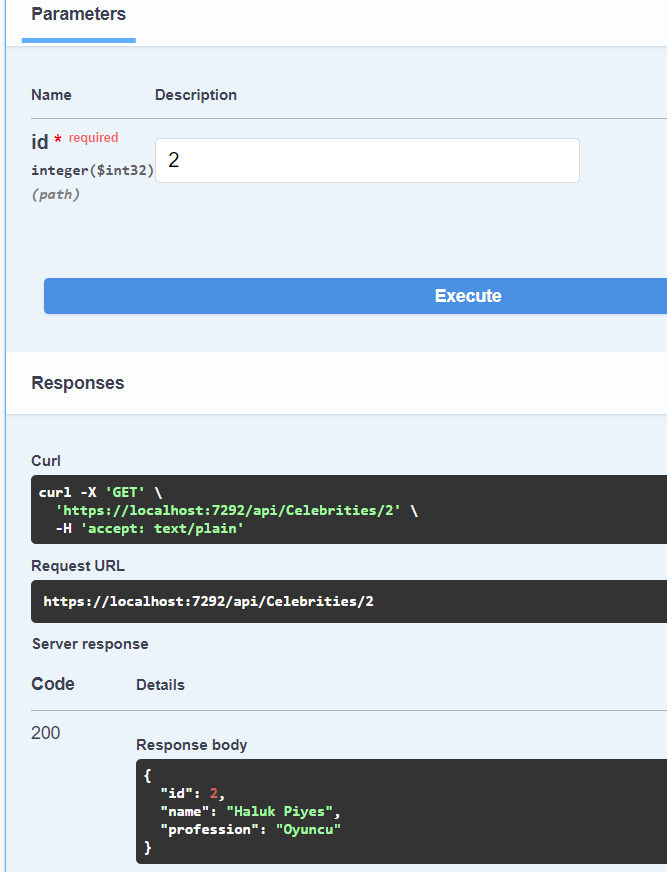 Parameters
Name Description
id * required
integer($int32)
(path)
2
Execute
Responses
Curl
curl -X 'GET' \
'https://localhost:7292/api/Celebrities/2' \
-H 'accept: text/plain'
Request URL
https://localhost:7292/api/Celebrities/2
Server response
Code Details
200
Response body
{
"id": 2,
"name": "Haluk Piyes",
"profession": "Oyuncu"
}